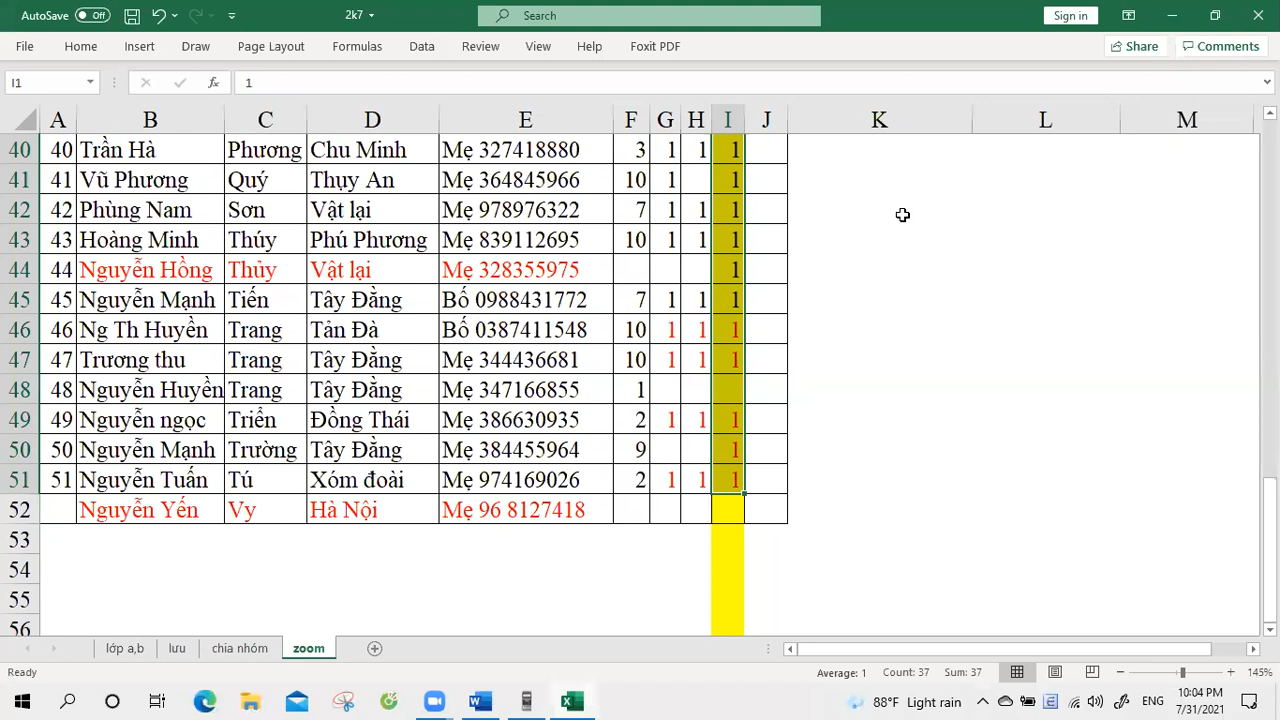 AutoSave Off 2k7 Search Sign in
File Home Insert Draw Page Layout Formulas Data Review View Help Foxit PDF Share Comments
I1 fx 1
A B C D E F G H I J K L M
40 40 Trần Hà Phương Chu Minh Mẹ 327418880 3 1 1 1
41 41 Vũ Phương Quý Thụy An Mẹ 364845966 10 1 1
42 42 Phùng Nam Sơn Vật lại Mẹ 978976322 7 1 1 1
43 43 Hoàng Minh Thúy Phú Phương Mẹ 839112695 10 1 1 1
44 44 Nguyễn Hồng Thủy Vật lại Mẹ 328355975 1
45 45 Nguyễn Mạnh Tiến Tây Đằng Bố 0988431772 7 1 1 1
46 46 Ng Th Huyền Trang Tản Đà Bố 0387411548 10 1 1 1
47 47 Trương thu Trang Tây Đằng Mẹ 344436681 10 1 1 1
48 48 Nguyễn Huyền Trang Tây Đằng Mẹ 347166855 1
49 49 Nguyễn ngọc Triển Đồng Thái Mẹ 386630935 2 1 1 1
50 50 Nguyễn Mạnh Trường Tây Đằng Mẹ 384455964 9 1
51 51 Nguyễn Tuấn Tú Xóm đoài Mẹ 974169026 2 1 1 1
52 Nguyễn Yến Vy Hà Nội Mẹ 96 8127418
53
54
55
56
lớp a,b lưu chia nhóm zoom
Ready Average: 1 Count: 37 Sum: 37 145%
88°F Light rain ENG 10:04 PM
7/31/2021